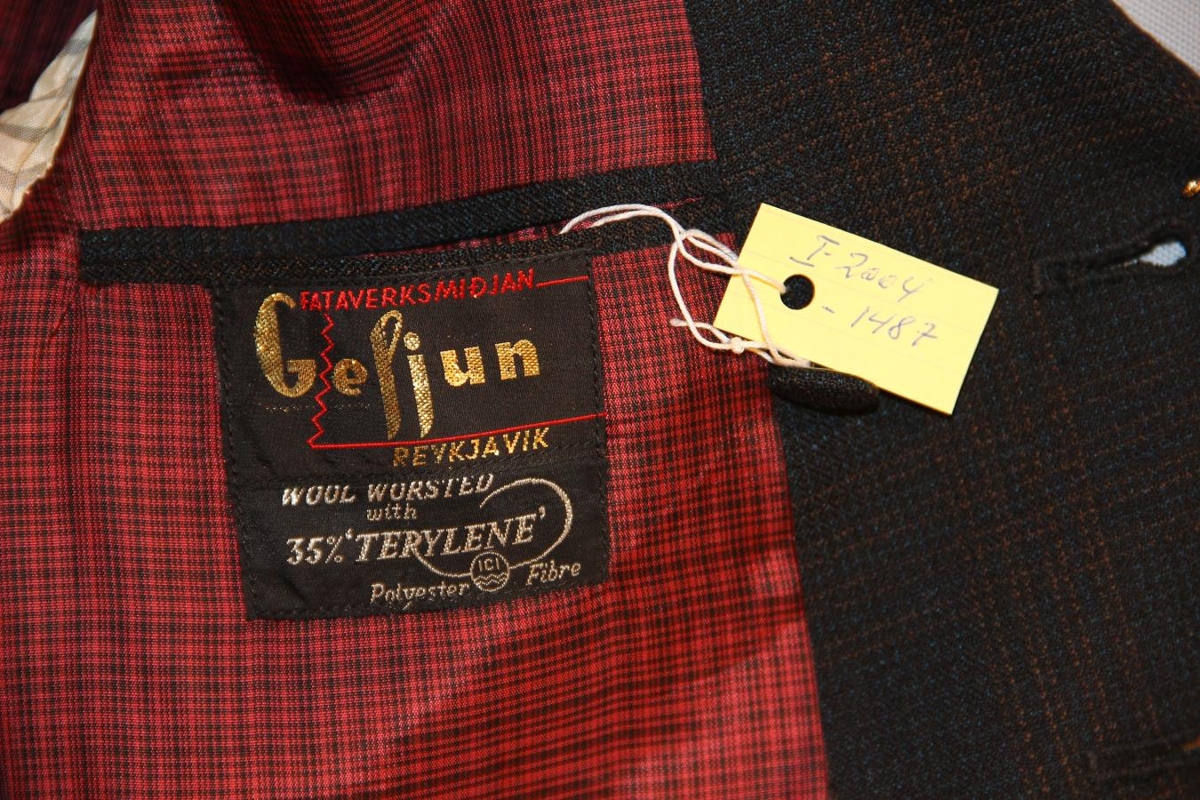 FATAVERKSMIÐJAN
Gefjun
REYKJAVIK
WOOL WORSTED
with
35% 'TERYLENE'
ICI
Polyester Fibre
I-2004
- 1487